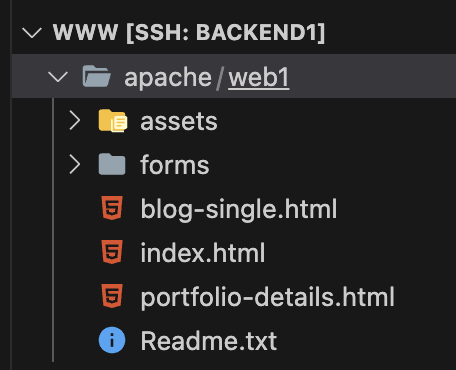 WWW [SSH: BACKEND1]
apache/web1
assets
forms
blog-single.html
index.html
portfolio-details.html
Readme.txt